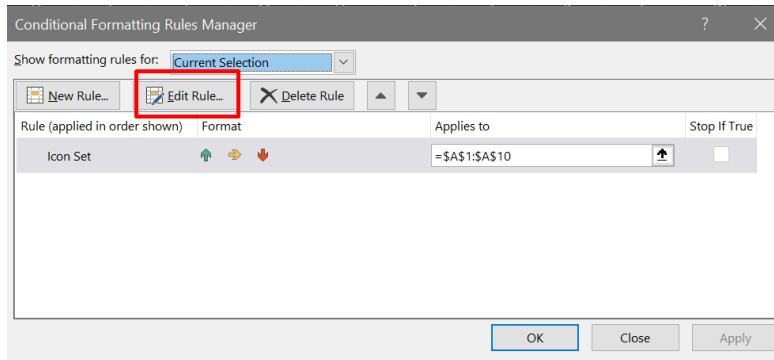 Conditional Formatting Rules Manager ? ×
Show formatting rules for: Current Selection
New Rule... Edit Rule... Delete Rule
Rule (applied in order shown) Format Applies to Stop If True
Icon Set =$A$1:$A$10
OK Close Apply